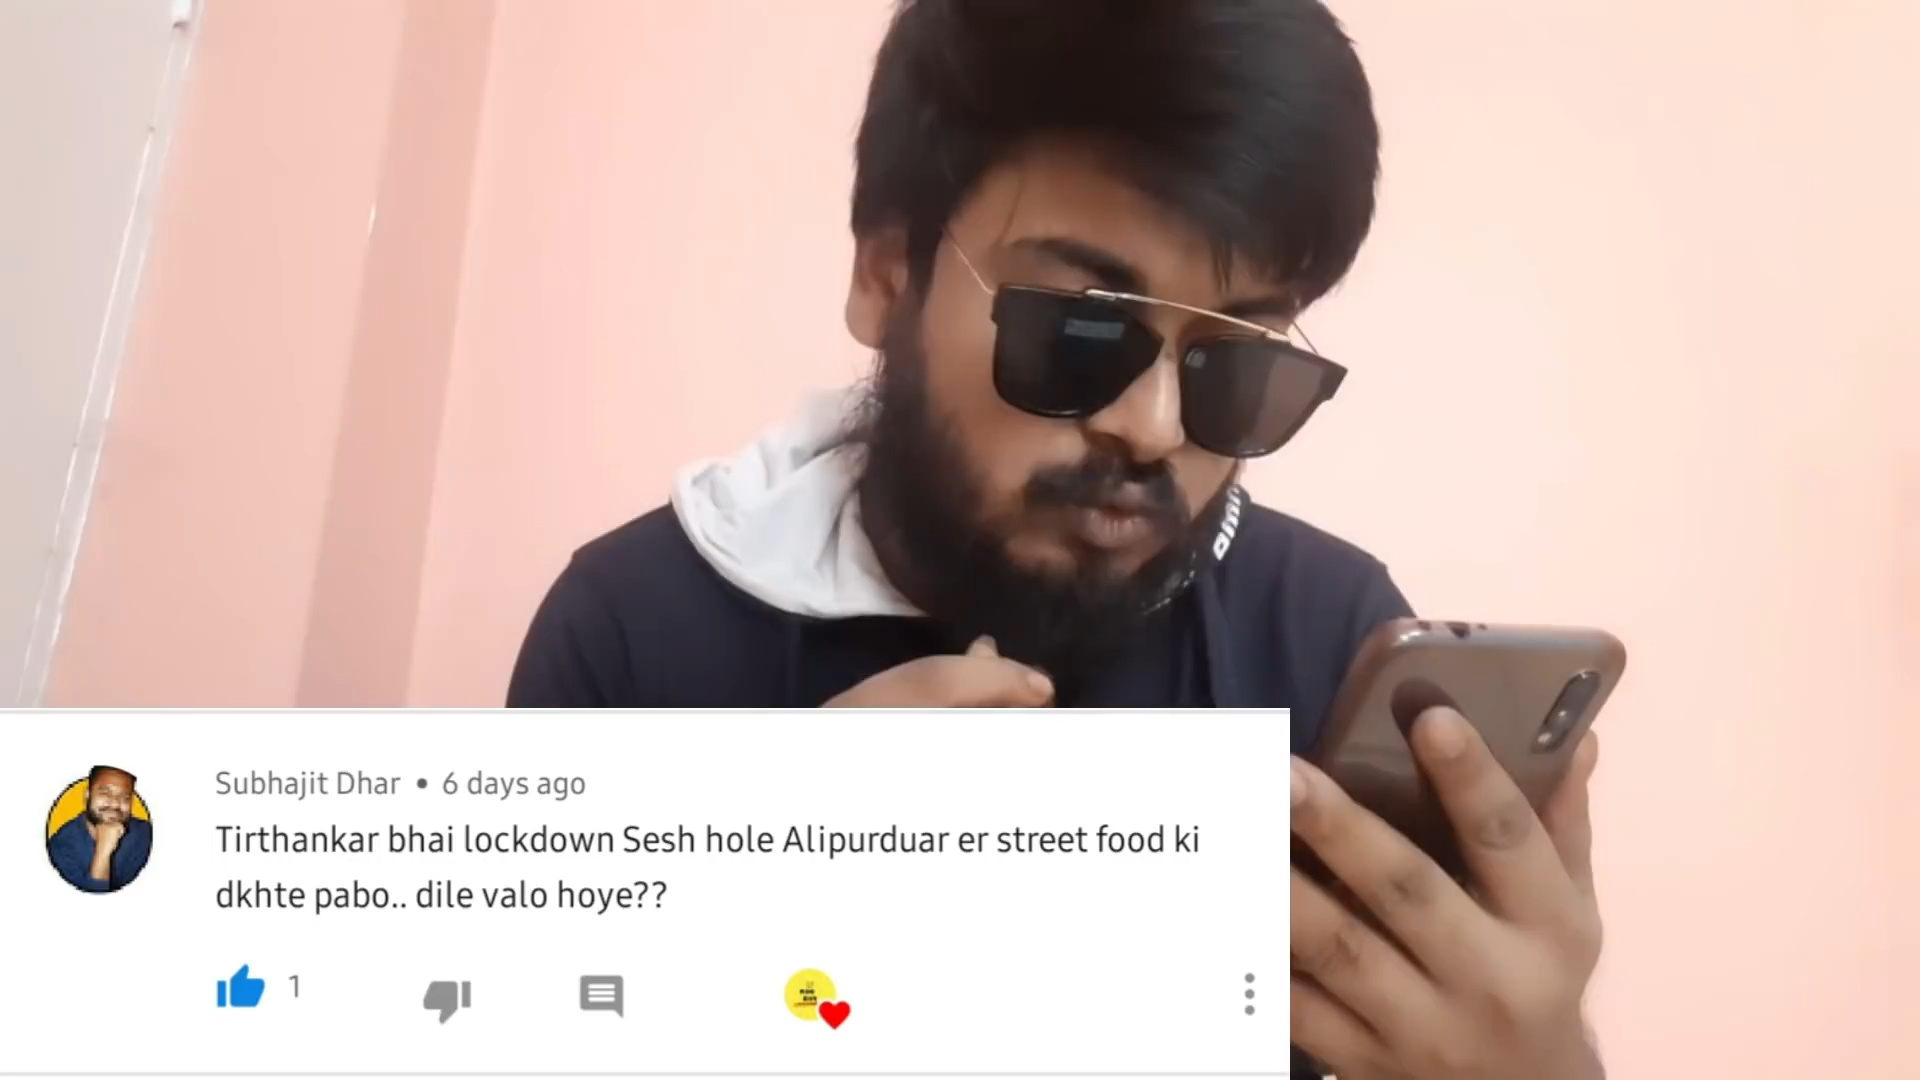 Subhajit Dhar • 6 days ago
Tirthankar bhai lockdown Sesh hole Alipurduar er street food ki
dkhte pabo.. dile valo hoye??
1